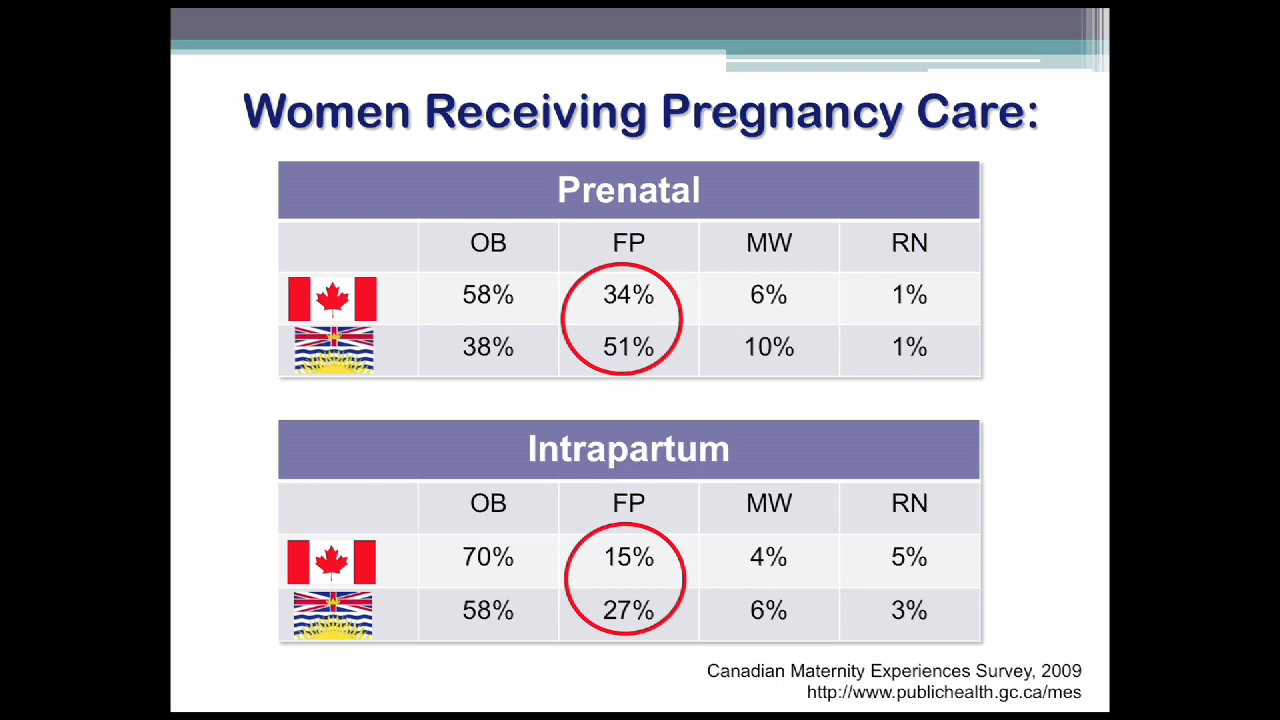 Women Receiving Pregnancy Care:
Prenatal
OB FP MW RN
58% 34% 6% 1%
38% 51% 10% 1%
Intrapartum
OB FP MW RN
70% 15% 4% 5%
58% 27% 6% 3%
Canadian Maternity Experiences Survey, 2009
http://www.publichealth.gc.ca/mes